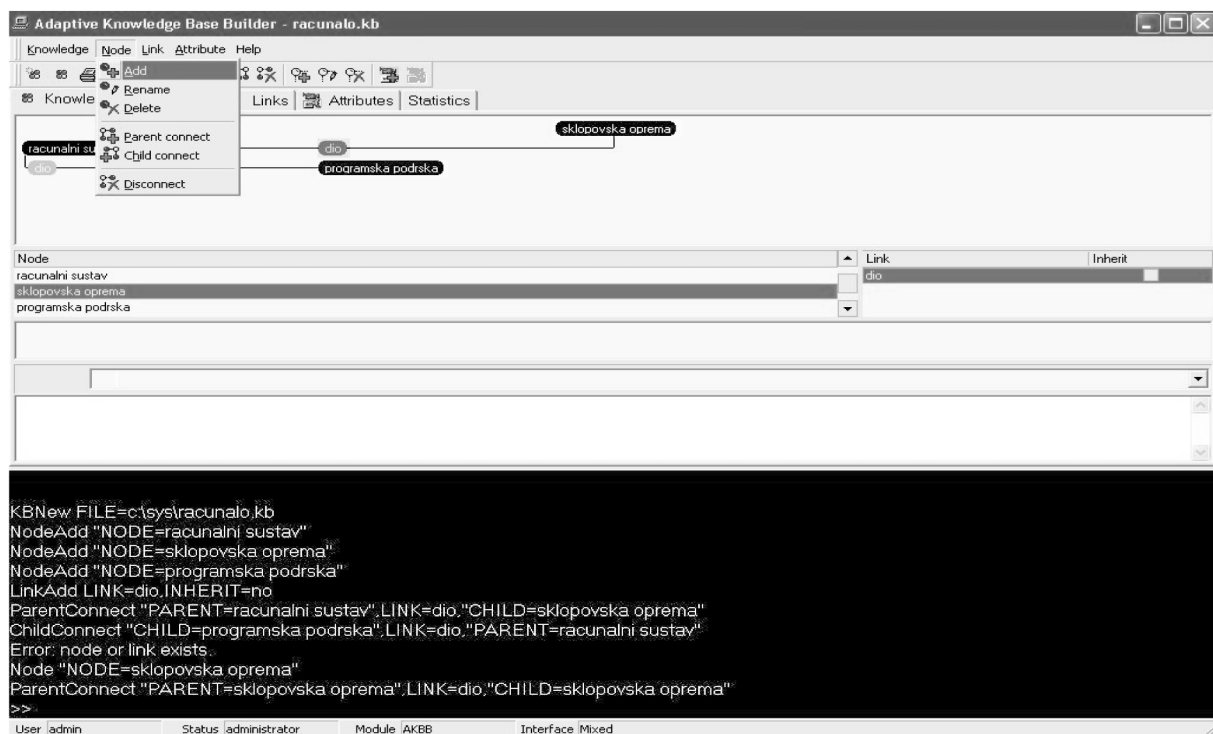 Adaptive Knowledge Base Builder - racunalo.kb
Knowledge Node Link Attribute Help
Add
Rename
Delete
Parent connect
Child connect
Disconnect
Knowle Links Attributes Statistics
sklopovska oprema
racunalni su dio
dio programska podrska
Node Link Inherit
racunalni sustav dio
sklopovska oprema
programska podrska
KBNew FILE=c:\sys\racunalo.kb
NodeAdd "NODE=racunalni sustav"
NodeAdd "NODE=sklopovska oprema"
NodeAdd "NODE=programska podrska"
LinkAdd LINK=dio,INHERIT=no
ParentConnect "PARENT=racunalni sustav",LINK=dio,"CHILD=sklopovska oprema"
ChildConnect "CHILD=programska podrska",LINK=dio,"PARENT=racunalni sustav"
Error: node or link exists.
Node "NODE=sklopovska oprema"
ParentConnect "PARENT=sklopovska oprema",LINK=dio,"CHILD=sklopovska oprema"
>>
User admin Status administrator Module AKBB Interface Mixed